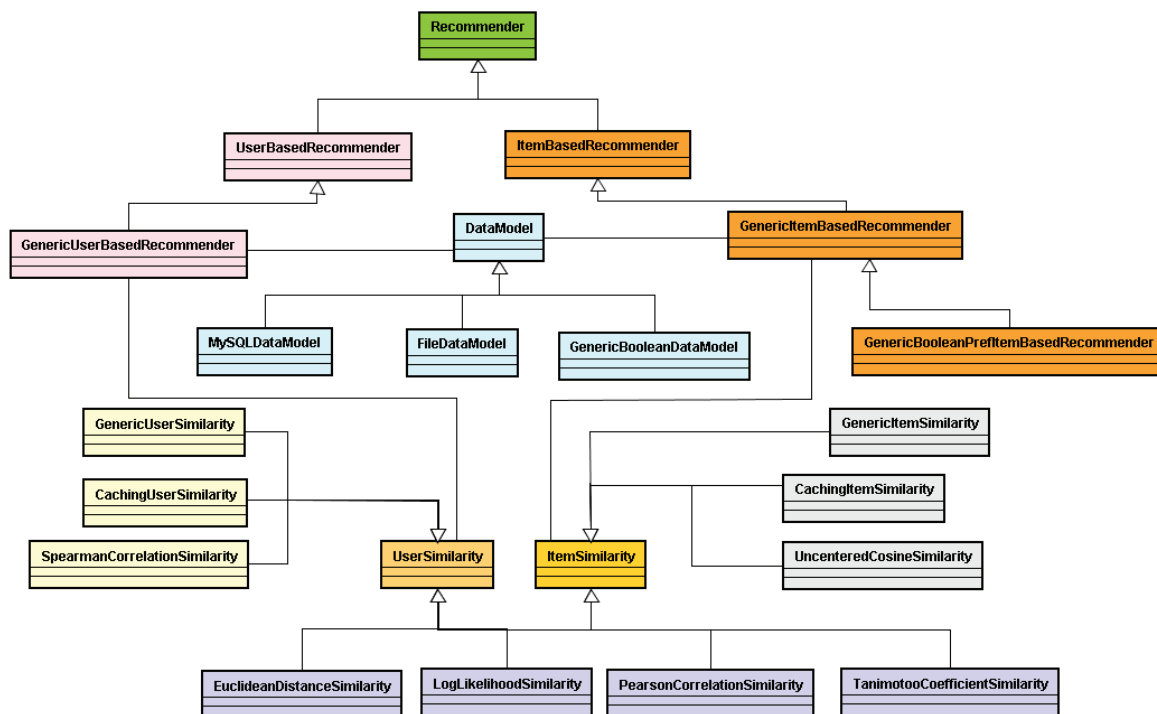 Recommender
UserBasedRecommender
ItemBasedRecommender
GenericUserBasedRecommender
DataModel
GenericItemBasedRecommender
MySQLDataModel
FileDataModel
GenericBooleanDataModel
GenericBooleanPrefItemBasedRecommender
GenericUserSimilarity
GenericItemSimilarity
CachingUserSimilarity
CachingItemSimilarity
SpearmanCorrelationSimilarity
UserSimilarity
ItemSimilarity
UncenteredCosineSimilarity
EuclideanDistanceSimilarity
LogLikelihoodSimilarity
PearsonCorrelationSimilarity
TanimotooCoefficientSimilarity